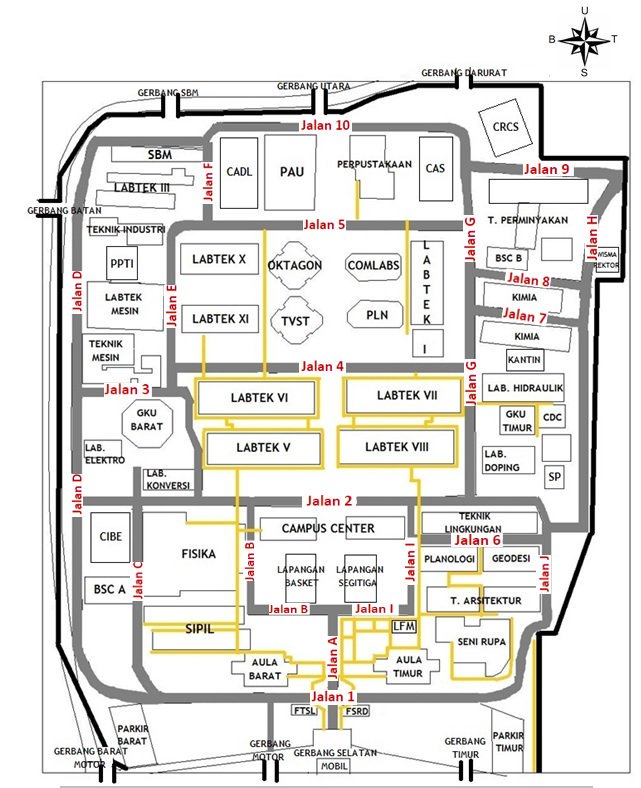 U
B
T
S
GERBANG DARURAT
GERBANG SBM
GERBANG UTARA
CRCS
Jalan 10
SBM
CADL
PAU
PERPUSTAKAAN
CAS
Jalan F
LABTEK III
Jalan 9
GERBANG BATAN
T. PERMINYAKAN
TEKNIK INDUSTRI
Jalan 5
Jalan G
Jalan H
WISMA
REKTOR
BSC B
PPTI
LABTEK X
OKTAGON
COMLABS
LABTEK I
Jalan D
Jalan E
Jalan 8
LABTEK
MESIN
KIMIA
LABTEK XI
TVST
PLN
Jalan 7
KIMIA
TEKNIK
MESIN
KANTIN
Jalan 4
Jalan G
Jalan 3
LABTEK VI
LABTEK VII
LAB. HIDRAULIK
GKU
BARAT
GKU
TIMUR
CDC
LAB.
ELEKTRO
LABTEK V
LABTEK VIII
LAB.
DOPING
SP
LAB.
KONVERSI
Jalan D
Jalan 2
CIBE
FISIKA
CAMPUS CENTER
TEKNIK
LINGKUNGAN
Jalan 6
Jalan B
Jalan I
PLANOLOGI
GEODESI
Jalan C
LAPANGAN
BASKET
LAPANGAN
SEGITIGA
Jalan J
BSC A
T. ARSITEKTUR
Jalan B
Jalan I
SIPIL
LFM
SENI RUPA
Jalan A
AULA
BARAT
AULA
TIMUR
Jalan 1
FTSL
FSRD
PARKIR
BARAT
PARKIR
TIMUR
GERBANG BARAT
MOTOR
GERBANG
MOTOR
GERBANG SELATAN
MOBIL
GERBANG
TIMUR